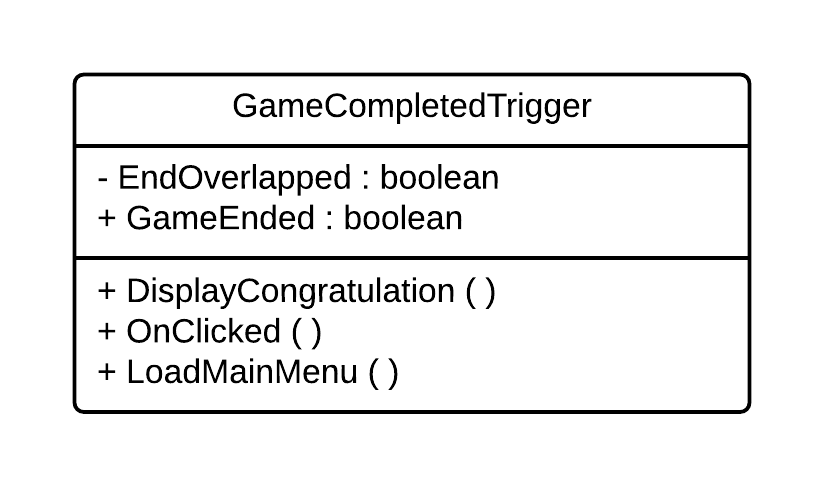 GameCompletedTrigger
- EndOverlapped : boolean
+ GameEnded : boolean
+ DisplayCongratulation ( )
+ OnClicked ( )
+ LoadMainMenu ( )